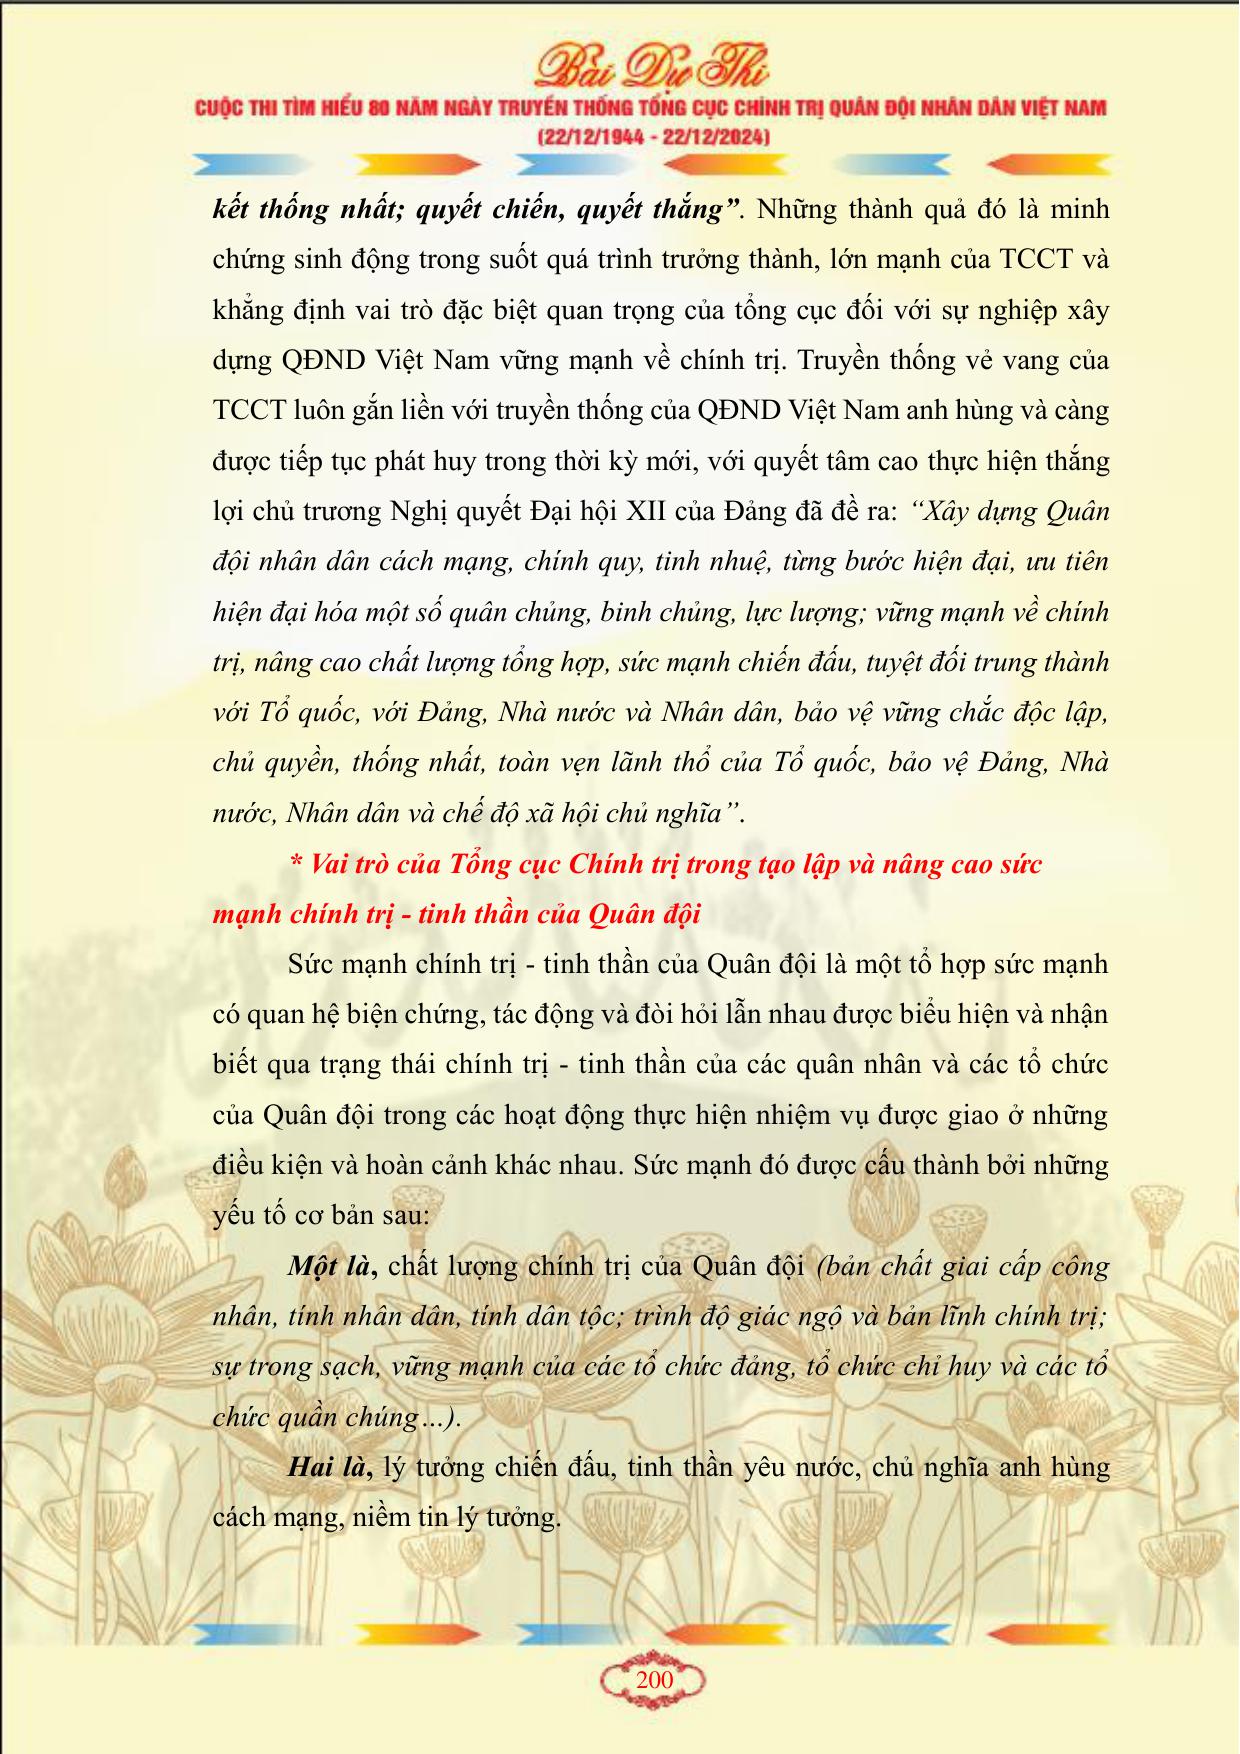 Bài Dự Thi
CUỘC THI TÌM HIỂU 80 NĂM NGÀY TRUYỀN THỐNG TỔNG CỤC CHÍNH TRỊ QUÂN ĐỘI NHÂN DÂN VIỆT NAM
(22/12/1944 - 22/12/2024)
kết thống nhất; quyết chiến, quyết thắng”. Những thành quả đó là minh
chứng sinh động trong suốt quá trình trưởng thành, lớn mạnh của TCCT và
khẳng định vai trò đặc biệt quan trọng của tổng cục đối với sự nghiệp xây
dựng QĐND Việt Nam vững mạnh về chính trị. Truyền thống vẻ vang của
TCCT luôn gắn liền với truyền thống của QĐND Việt Nam anh hùng và càng
được tiếp tục phát huy trong thời kỳ mới, với quyết tâm cao thực hiện thắng
lợi chủ trương Nghị quyết Đại hội XII của Đảng đã đề ra: “Xây dựng Quân
đội nhân dân cách mạng, chính quy, tinh nhuệ, từng bước hiện đại, ưu tiên
hiện đại hóa một số quân chủng, binh chủng, lực lượng; vững mạnh về chính
trị, nâng cao chất lượng tổng hợp, sức mạnh chiến đấu, tuyệt đối trung thành
với Tổ quốc, với Đảng, Nhà nước và Nhân dân, bảo vệ vững chắc độc lập,
chủ quyền, thống nhất, toàn vẹn lãnh thổ của Tổ quốc, bảo vệ Đảng, Nhà
nước, Nhân dân và chế độ xã hội chủ nghĩa”.
* Vai trò của Tổng cục Chính trị trong tạo lập và nâng cao sức
mạnh chính trị - tinh thần của Quân đội
Sức mạnh chính trị - tinh thần của Quân đội là một tổ hợp sức mạnh
có quan hệ biện chứng, tác động và đòi hỏi lẫn nhau được biểu hiện và nhận
biết qua trạng thái chính trị - tinh thần của các quân nhân và các tổ chức
của Quân đội trong các hoạt động thực hiện nhiệm vụ được giao ở những
điều kiện và hoàn cảnh khác nhau. Sức mạnh đó được cấu thành bởi những
yếu tố cơ bản sau:
Một là, chất lượng chính trị của Quân đội (bản chất giai cấp công
nhân, tính nhân dân, tính dân tộc; trình độ giác ngộ và bản lĩnh chính trị;
sự trong sạch, vững mạnh của các tổ chức đảng, tổ chức chỉ huy và các tổ
chức quần chúng...).
Hai là, lý tưởng chiến đấu, tinh thần yêu nước, chủ nghĩa anh hùng
cách mạng, niềm tin lý tưởng.
200